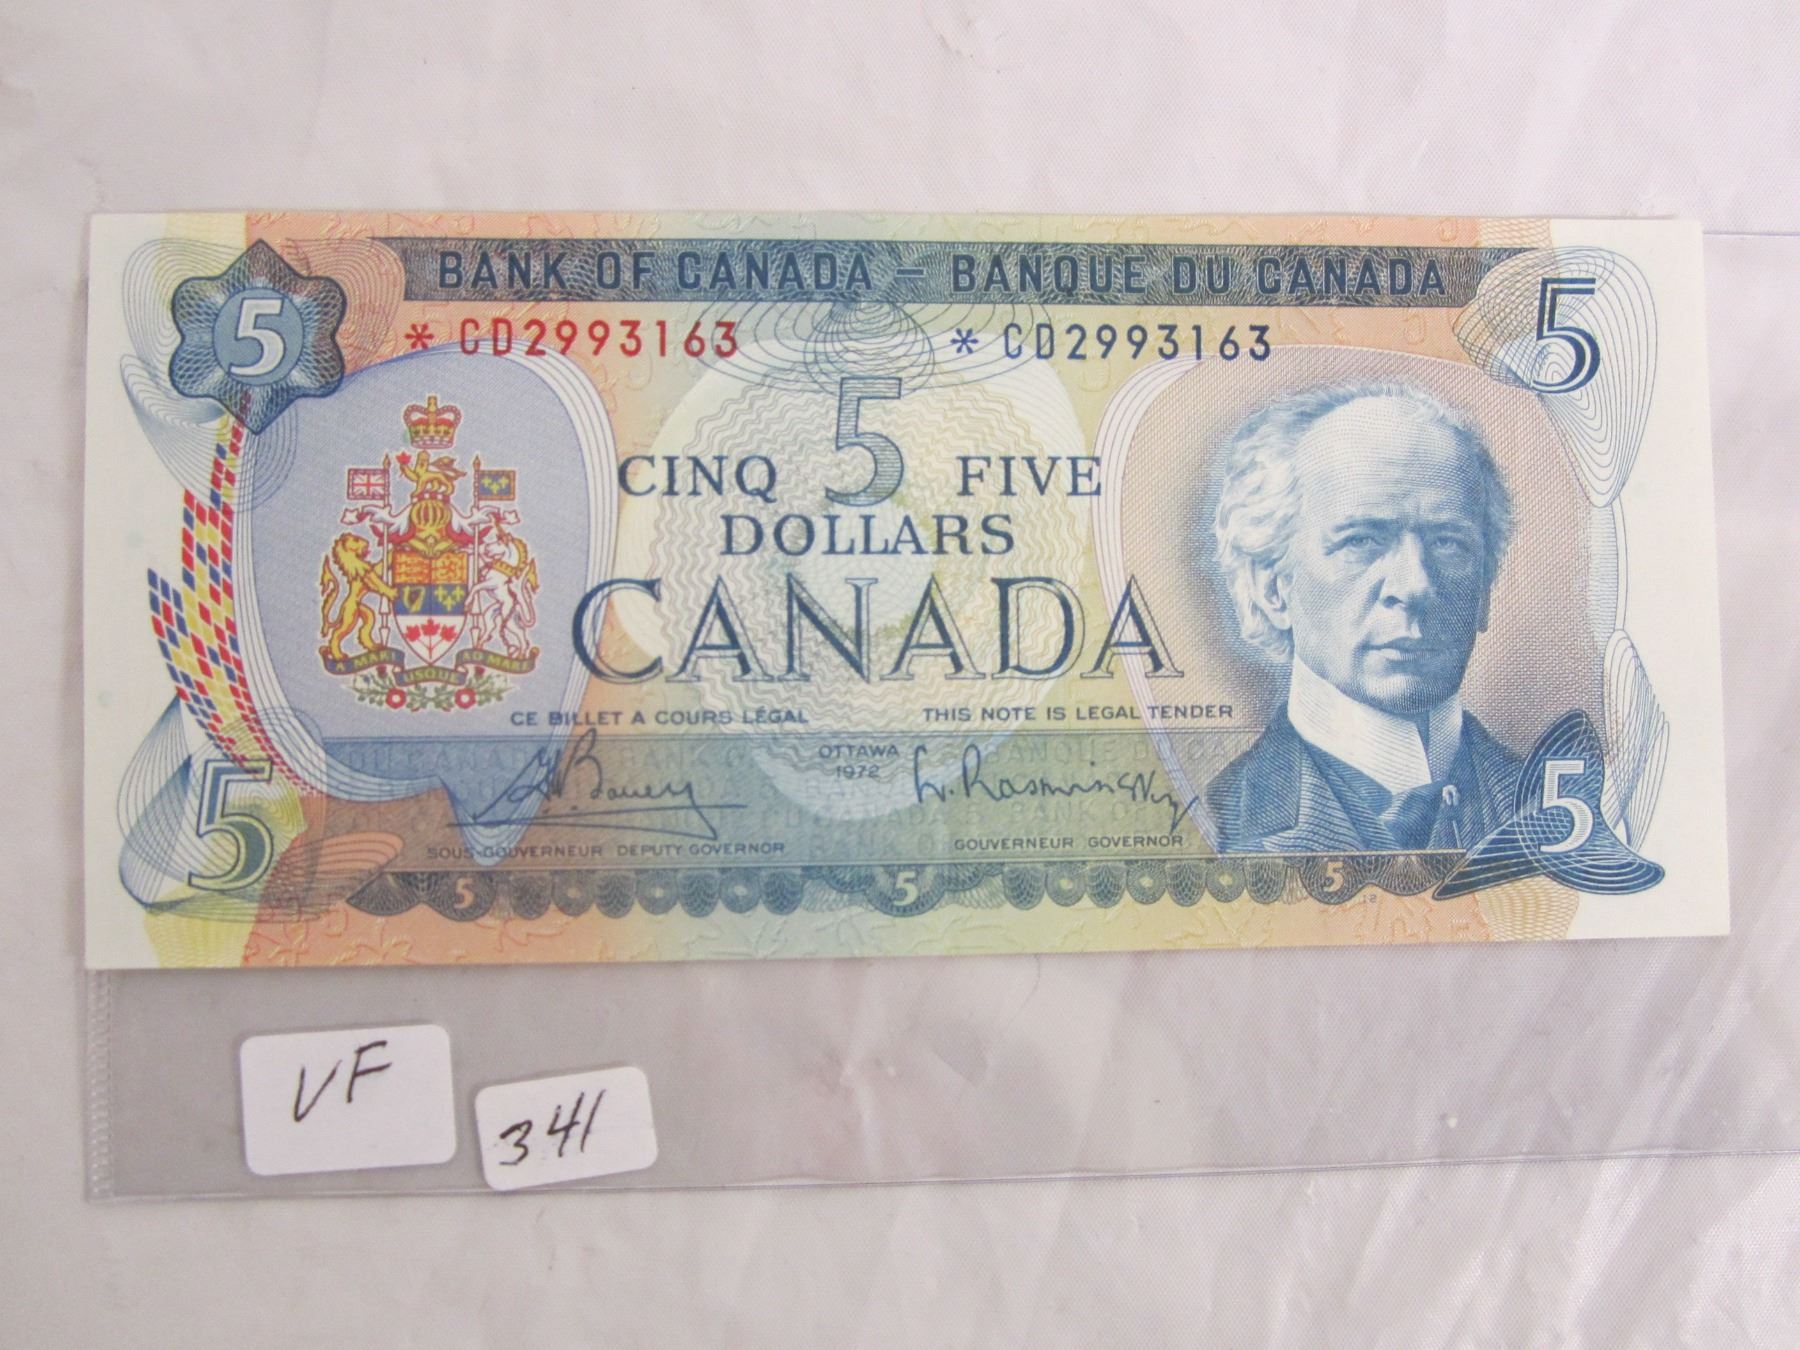 BANK OF CANADA – BANQUE DU CANADA
5
5
*CD2993163 *CD2993163
5
CINQ FIVE
DOLLARS
CANADA
A MARI USQUE AD MARE
CE BILLET A COURS LÉGAL THIS NOTE IS LEGAL TENDER
OTTAWA
1972
5
5
SOUS-GOUVERNEUR DEPUTY GOVERNOR GOUVERNEUR GOVERNOR
5 5 5
VF
341